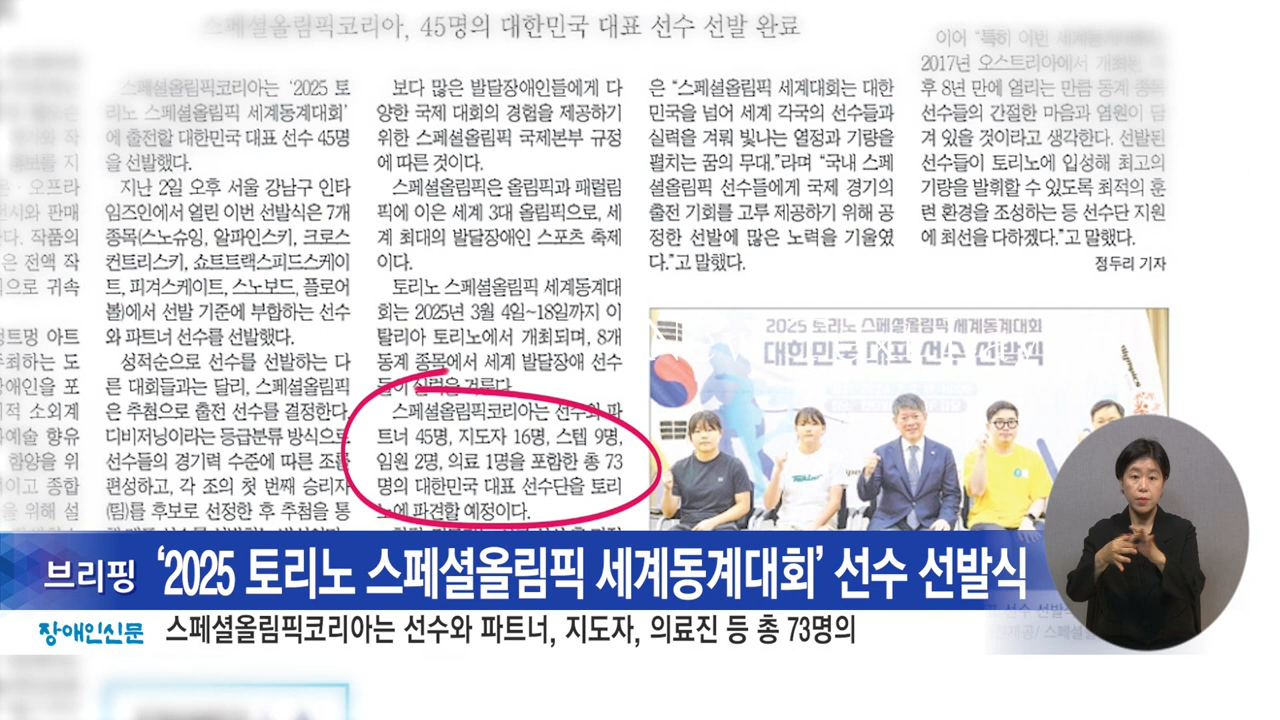 스페셜올림픽코리아, 45명의 대한민국 대표 선수 선발 완료
스페셜올림픽코리아는 ‘2025 토
리노 스페셜올림픽 세계동계대회’
에 출전할 대한민국 대표 선수 45명
을 선발했다.
지난 2일 오후 서울 강남구 인타
임즈인에서 열린 이번 선발식은 7개
종목(스노슈잉, 알파인스키, 크로스
컨트리스키, 쇼트트랙스피드스케이
트, 피겨스케이트, 스노보드, 플로어
볼)에서 선발 기준에 부합하는 선수
와 파트너 선수를 선발했다.
성적순으로 선수를 선발하는 다
른 대회들과는 달리, 스페셜올림픽
은 추첨으로 출전 선수를 결정한다.
디비저닝이라는 등급분류 방식으로
선수들의 경기력 수준에 따른 조를
편성하고, 각 조의 첫 번째 승리자
(팀)를 후보로 선정한 후 추첨을 통
보다 많은 발달장애인들에게 다
양한 국제 대회의 경험을 제공하기
위한 스페셜올림픽 국제본부 규정
에 따른 것이다.
스페셜올림픽은 올림픽과 패럴림
픽에 이은 세계 3대 올림픽으로, 세
계 최대의 발달장애인 스포츠 축제
이다.
토리노 스페셜올림픽 세계동계대
회는 2025년 3월 4일~18일까지 이
탈리아 토리노에서 개최되며, 8개
동계 종목에서 세계 발달장애 선수
들이 실력을 겨룬다.
스페셜올림픽코리아는 선수와 파
트너 45명, 지도자 16명, 스텝 9명,
임원 2명, 의료 1명을 포함한 총 73
명의 대한민국 대표 선수단을 토리
노에 파견할 예정이다.
은 “스페셜올림픽 세계대회는 대한
민국을 넘어 세계 각국의 선수들과
실력을 겨뤄 빛나는 열정과 기량을
펼치는 꿈의 무대.”라며 “국내 스페
셜올림픽 선수들에게 국제 경기의
출전 기회를 고루 제공하기 위해 공
정한 선발에 많은 노력을 기울였
다.”고 말했다.
이어 “특히 이번 세계동계대회는
2017년 오스트리아에서 개최된
후 8년 만에 열리는 만큼 동계 종목
선수들의 간절한 마음과 염원이 담
겨 있을 것이라고 생각한다. 선발된
선수들이 토리노에 입성해 최고의
기량을 발휘할 수 있도록 최적의 훈
련 환경을 조성하는 등 선수단 지원
에 최선을 다하겠다.”고 말했다.
정두리 기자
2025 토리노 스페셜올림픽 세계동계대회
대한민국 대표 선수 선발식
브리핑 ‘2025 토리노 스페셜올림픽 세계동계대회’ 선수 선발식
장애인신문 스페셜올림픽코리아는 선수와 파트너, 지도자, 의료진 등 총 73명의